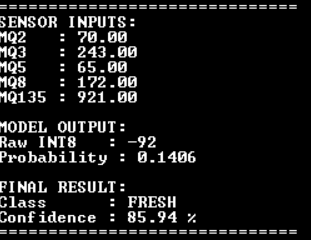 ==============================
SENSOR INPUTS:
MQ2   : 70.00
MQ3   : 243.00
MQ5   : 65.00
MQ8   : 172.00
MQ135 : 921.00
MODEL OUTPUT:
Raw INT8    : -92
Probability : 0.1406
FINAL RESULT:
Class      : FRESH
Confidence : 85.94 %
==============================